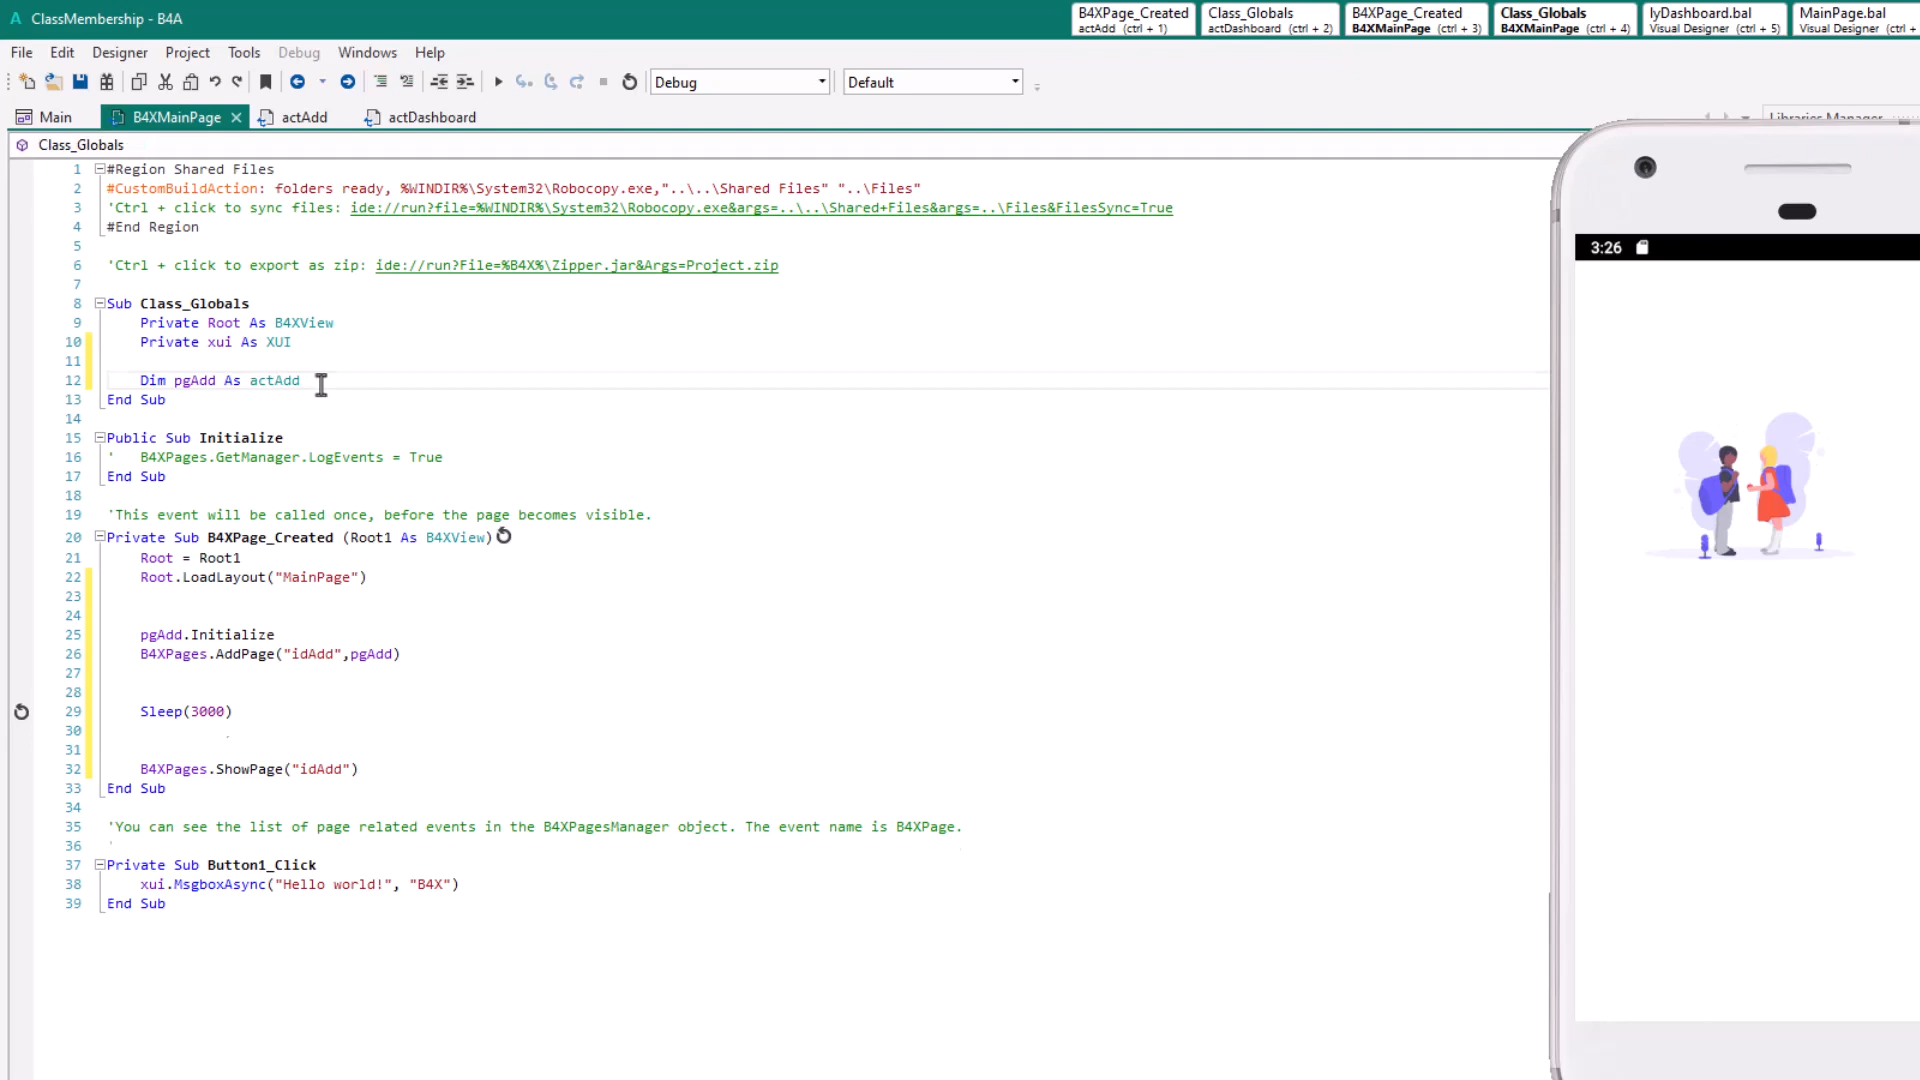 ClassMembership - B4A
B4XPage_Created
actAdd (ctrl + 1)
Class_Globals
actDashboard (ctrl + 2)
B4XPage_Created
B4XMainPage (ctrl + 3)
Class_Globals
B4XMainPage (ctrl + 4)
lyDashboard.bal
Visual Designer (ctrl + 5)
MainPage.bal
Visual Designer (ctrl +
File Edit Designer Project Tools Debug Windows Help
Debug Default
Main B4XMainPage actAdd actDashboard
Libraries Manager
Class_Globals
1 #Region Shared Files
2 #CustomBuildAction: folders ready, %WINDIR%\System32\Robocopy.exe,"..\..\Shared Files" "..\Files"
3 'Ctrl + click to sync files: ide://run?file=%WINDIR%\System32\Robocopy.exe&args=..\..\Shared+Files&args=..\Files&FilesSync=True
4 #End Region
5
6 'Ctrl + click to export as zip: ide://run?File=%B4X%\Zipper.jar&Args=Project.zip
7
8 Sub Class_Globals
9 Private Root As B4XView
10 Private xui As XUI
11
12 Dim pgAdd As actAdd
13 End Sub
14
15 Public Sub Initialize
16 ' B4XPages.GetManager.LogEvents = True
17 End Sub
18
19 'This event will be called once, before the page becomes visible.
20 Private Sub B4XPage_Created (Root1 As B4XView)
21 Root = Root1
22 Root.LoadLayout("MainPage")
23
24
25 pgAdd.Initialize
26 B4XPages.AddPage("idAdd",pgAdd)
27
28
29 Sleep(3000)
30
31
32 B4XPages.ShowPage("idAdd")
33 End Sub
34
35 'You can see the list of page related events in the B4XPagesManager object. The event name is B4XPage.
36 '
37 Private Sub Button1_Click
38 xui.MsgboxAsync("Hello world!", "B4X")
39 End Sub
3:26